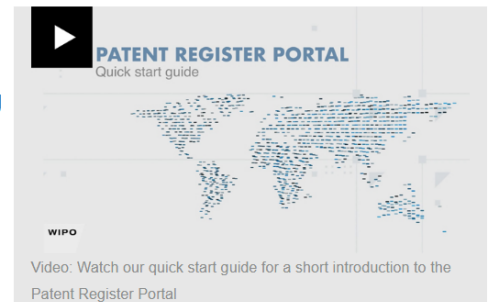 PATENT REGISTER PORTAL
Quick start guide
WIPO
Video: Watch our quick start guide for a short introduction to the
Patent Register Portal